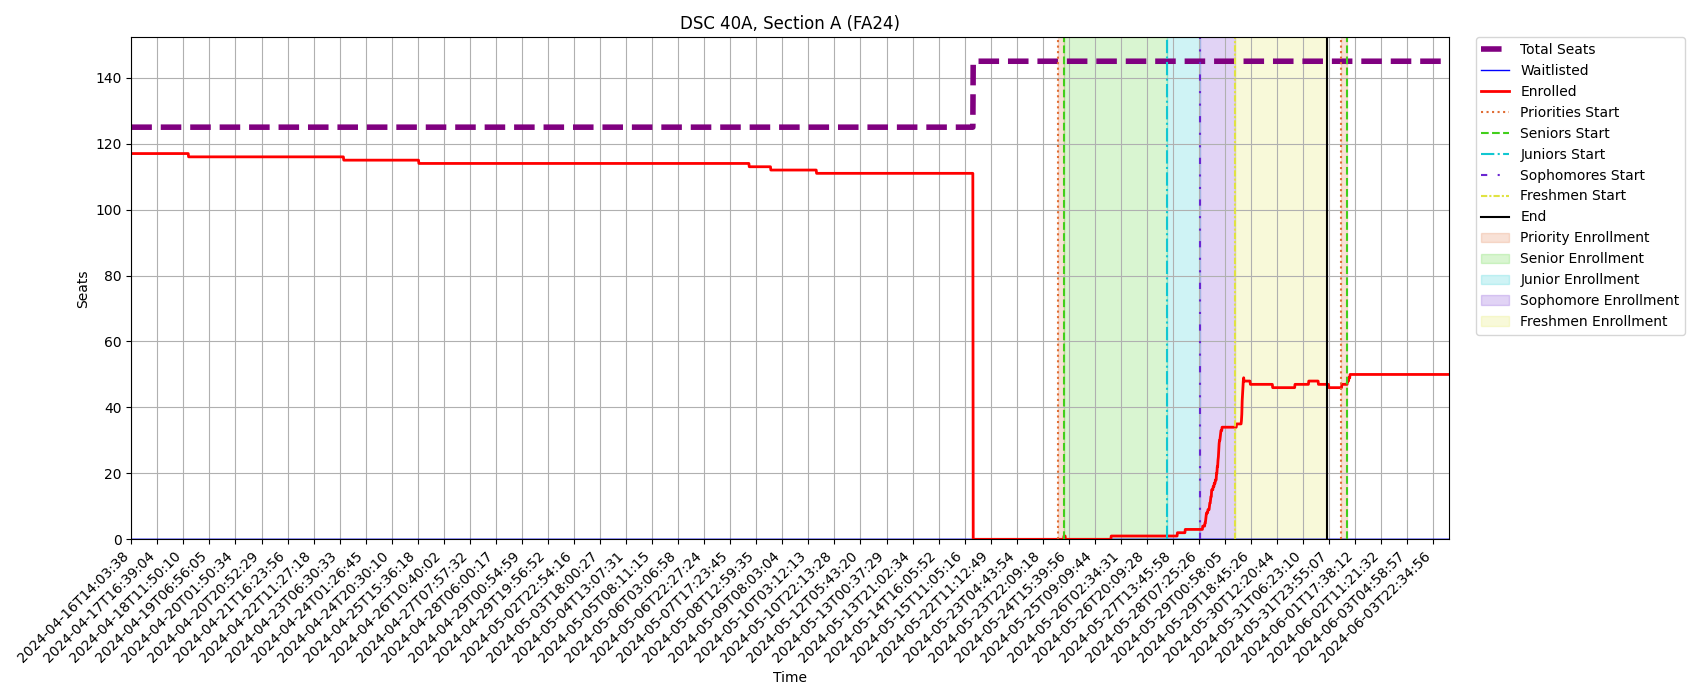 DSC 40A, Section A (FA24)
Seats
140
120
100
80
60
40
20
0
2024-04-16T14:03:38
2024-04-17T16:39:04
2024-04-18T11:50:10
2024-04-19T06:56:05
2024-04-20T01:50:34
2024-04-20T20:52:29
2024-04-21T16:23:56
2024-04-22T11:27:18
2024-04-23T06:30:33
2024-04-24T01:26:45
2024-04-24T20:30:10
2024-04-25T15:36:18
2024-04-26T10:40:02
2024-04-27T07:57:32
2024-04-28T06:00:17
2024-04-29T00:54:59
2024-04-29T19:56:52
2024-05-02T22:54:16
2024-05-03T18:00:27
2024-05-04T13:07:31
2024-05-05T08:11:15
2024-05-06T03:06:58
2024-05-06T22:27:24
2024-05-07T17:23:45
2024-05-08T12:59:35
2024-05-09T08:03:04
2024-05-10T03:12:13
2024-05-10T22:13:28
2024-05-12T05:43:20
2024-05-13T00:37:29
2024-05-13T21:02:34
2024-05-14T16:05:52
2024-05-15T11:05:16
2024-05-22T11:12:49
2024-05-23T04:43:54
2024-05-23T22:09:18
2024-05-24T15:39:56
2024-05-25T09:09:44
2024-05-26T02:34:31
2024-05-26T20:09:28
2024-05-27T13:45:58
2024-05-28T07:25:26
2024-05-29T00:58:05
2024-05-29T18:45:26
2024-05-30T12:20:44
2024-05-31T06:23:10
2024-05-31T23:55:07
2024-06-01T17:38:12
2024-06-02T11:21:32
2024-06-03T04:58:57
2024-06-03T22:34:56
Time
Total Seats
Waitlisted
Enrolled
Priorities Start
Seniors Start
Juniors Start
Sophomores Start
Freshmen Start
End
Priority Enrollment
Senior Enrollment
Junior Enrollment
Sophomore Enrollment
Freshmen Enrollment